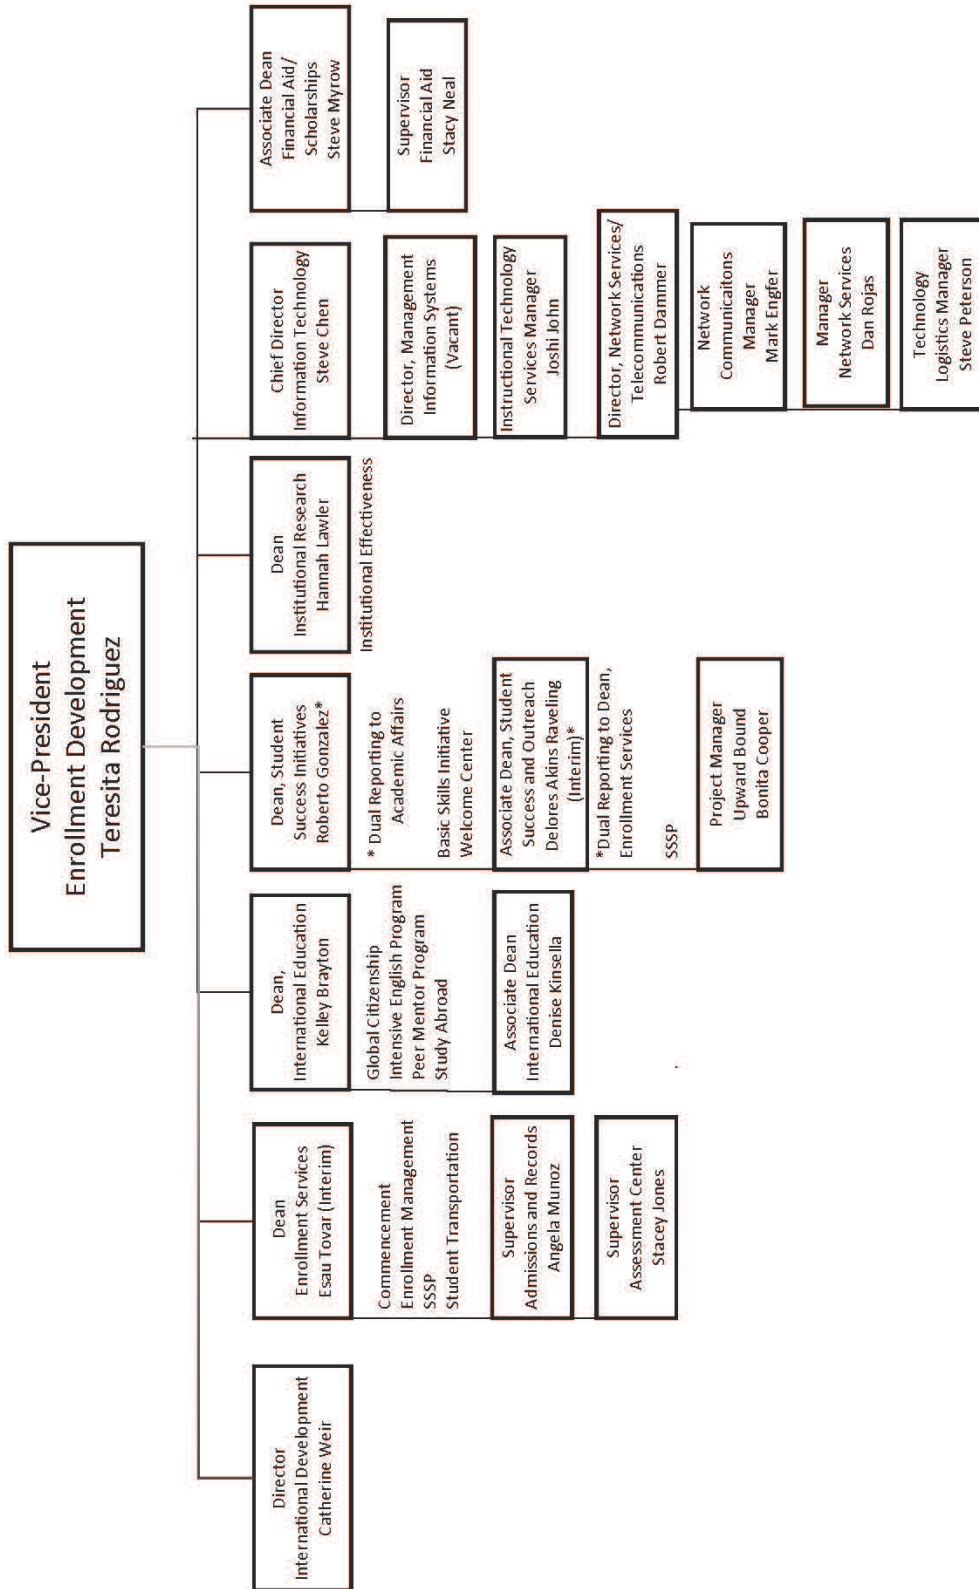 Vice-President
Enrollment Development
Teresita Rodriguez
Director
International Development
Catherine Weir
Dean
Enrollment Services
Esau Tovar (Interim)
Commencement
Enrollment Management
SSSP
Student Transportation
Supervisor
Admissions and Records
Angela Munoz
Supervisor
Assessment Center
Stacey Jones
Dean,
International Education
Kelley Brayton
Global Citizenship
Intensive English Program
Peer Mentor Program
Study Abroad
Associate Dean
International Education
Denise Kinsella
Dean, Student
Success Initiatives
Roberto Gonzalez*
* Dual Reporting to
Academic Affairs
Basic Skills Initiative
Welcome Center
Associate Dean, Student
Success and Outreach
Delores Akins Raveling
(Interim)*
*Dual Reporting to Dean,
Enrollment Services
SSSP
Project Manager
Upward Bound
Bonita Cooper
Dean
Institutional Research
Hannah Lawler
Institutional Effectiveness
Chief Director
Information Technology
Steve Chen
Director, Management
Information Systems
(Vacant)
Instructional Technology
Services Manager
Joshi John
Director, Network Services/
Telecommunications
Robert Dammer
Network
Communicaitons
Manager
Mark Engfer
Manager
Network Services
Dan Rojas
Technology
Logistics Manager
Steve Peterson
Associate Dean
Financial Aid/
Scholarships
Steve Myrow
Supervisor
Financial Aid
Stacy Neal